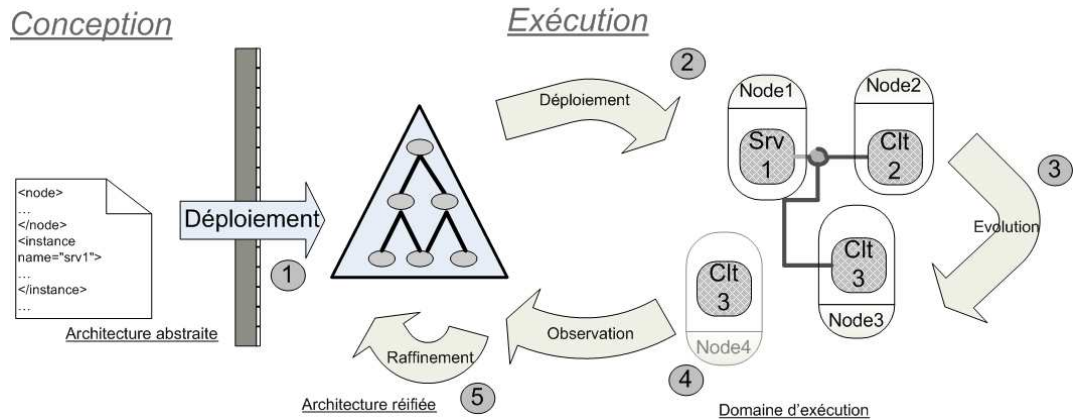 Conception
Exécution
2
Déploiement
Node1
Node2
Srv
1
Clt
2
3
<node>
…
</node>
<instance
name="srv1">
…
</instance>
…
Déploiement
1
Evolution
Clt
3
Node3
Clt
3
Node4
Architecture abstraite
Observation
4
Raffinement
5
Architecture réifiée
Domaine d'exécution